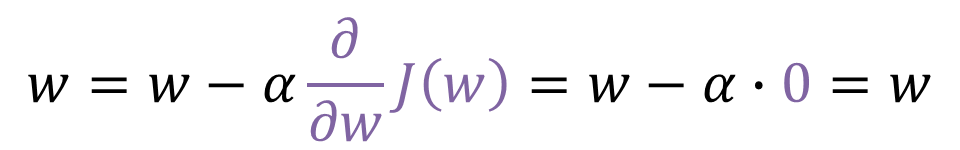 w = w − α ∂/∂w J(w) = w − α · 0 = w